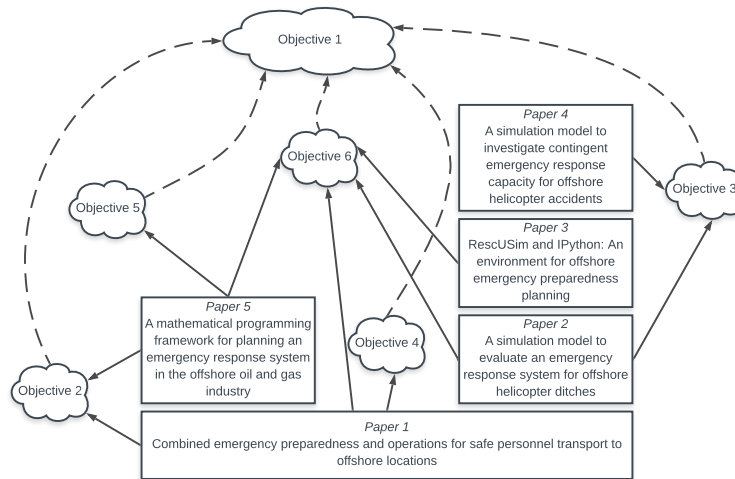 Objective 1
Paper 4
A simulation model to
investigate contingent
emergency response
capacity for offshore
helicopter accidents
Objective 6
Objective 3
Objective 5
Paper 3
RescUSim and IPython: An
environment for offshore
emergency preparedness
planning
Paper 5
A mathematical programming
framework for planning an
emergency response system
in the offshore oil and gas
industry
Paper 2
A simulation model to
evaluate an emergency
response system for offshore
helicopter ditches
Objective 4
Objective 2
Paper 1
Combined emergency preparedness and operations for safe personnel transport to
offshore locations